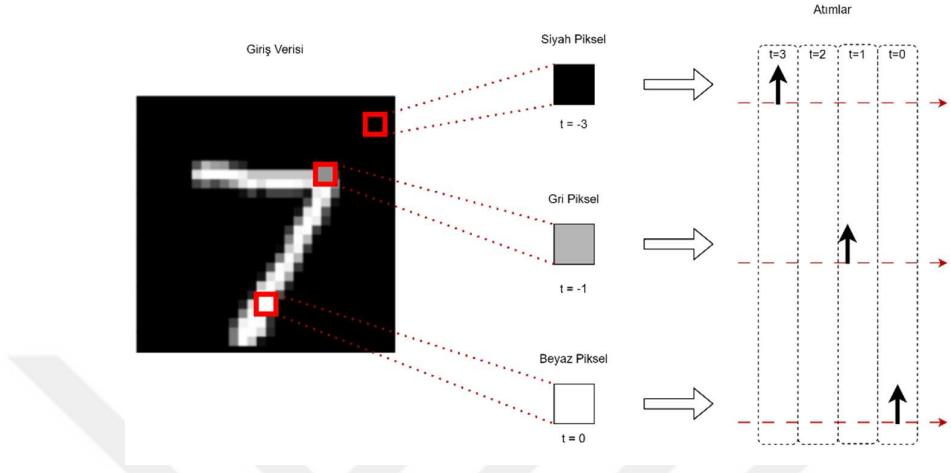 Atımlar
Giriş Verisi
Siyah Piksel
t = -3
Gri Piksel
t = -1
Beyaz Piksel
t = 0
t=3 t=2 t=1 t=0